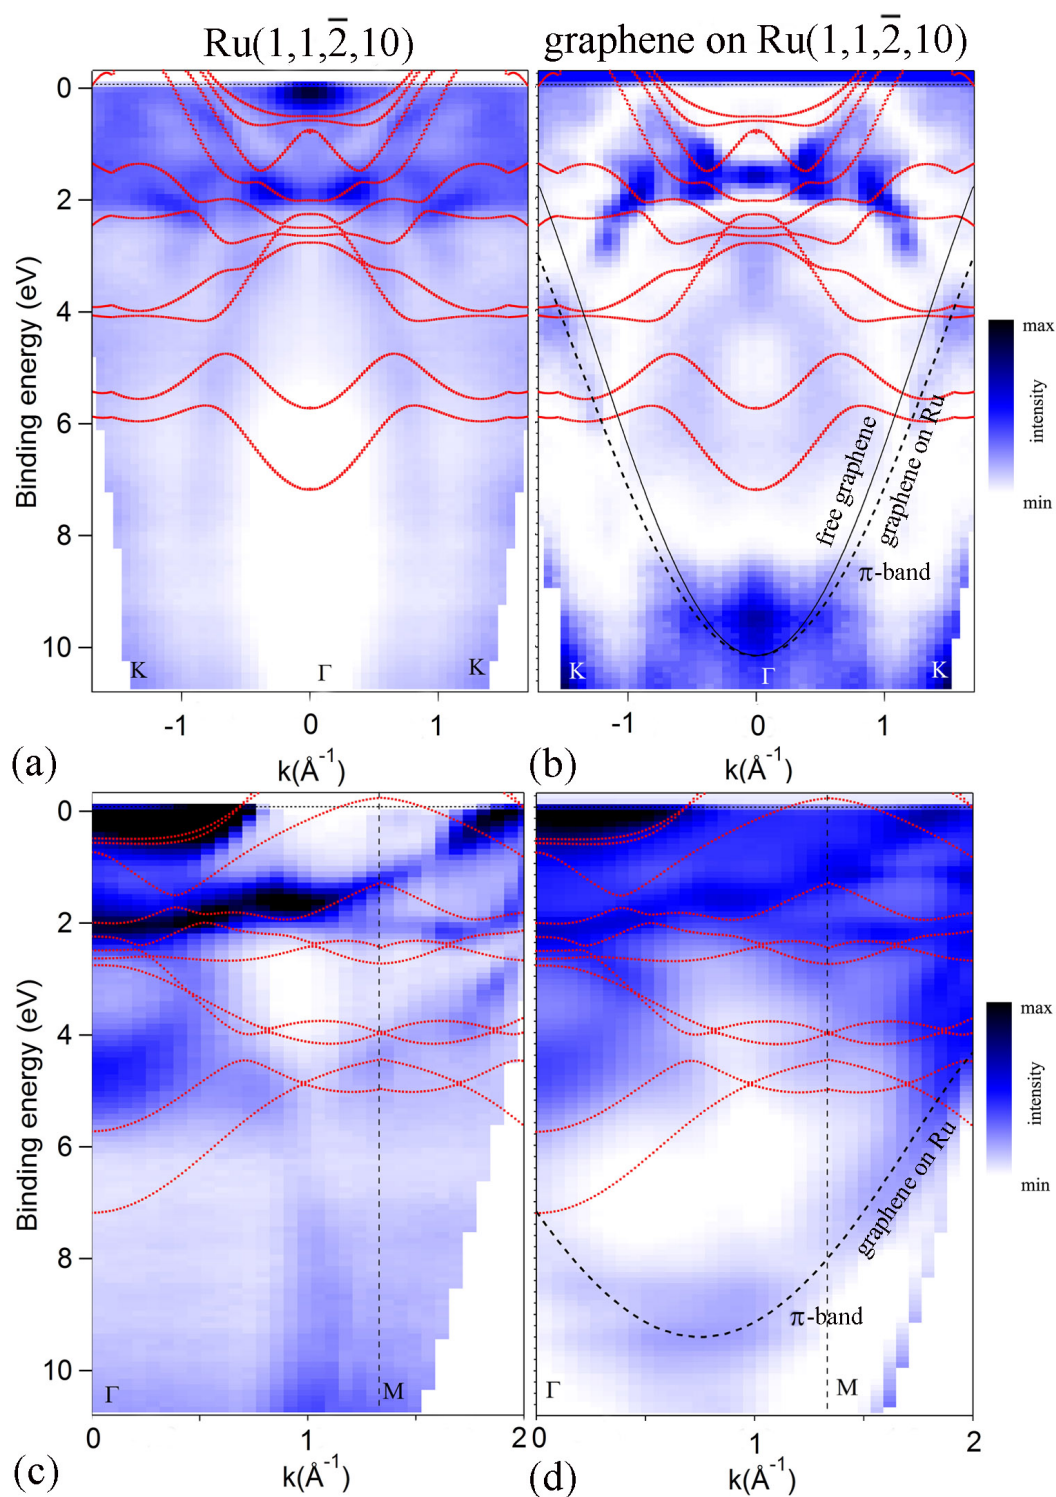 Ru(1,1,2̅,10)
graphene on Ru(1,1,2̅,10)
0
2
4
6
8
10
Binding energy (eV)
K
Γ
K
-1
0
1
(a)
k(Å⁻¹)
free graphene
graphene on Ru
π-band
K
Γ
K
-1
0
1
(b)
k(Å⁻¹)
max
intensity
min
0
2
4
6
8
10
Binding energy (eV)
Γ
M
0
1
2
(c)
k(Å⁻¹)
graphene on Ru
π-band
Γ
M
0
1
2
(d)
k(Å⁻¹)
max
intensity
min